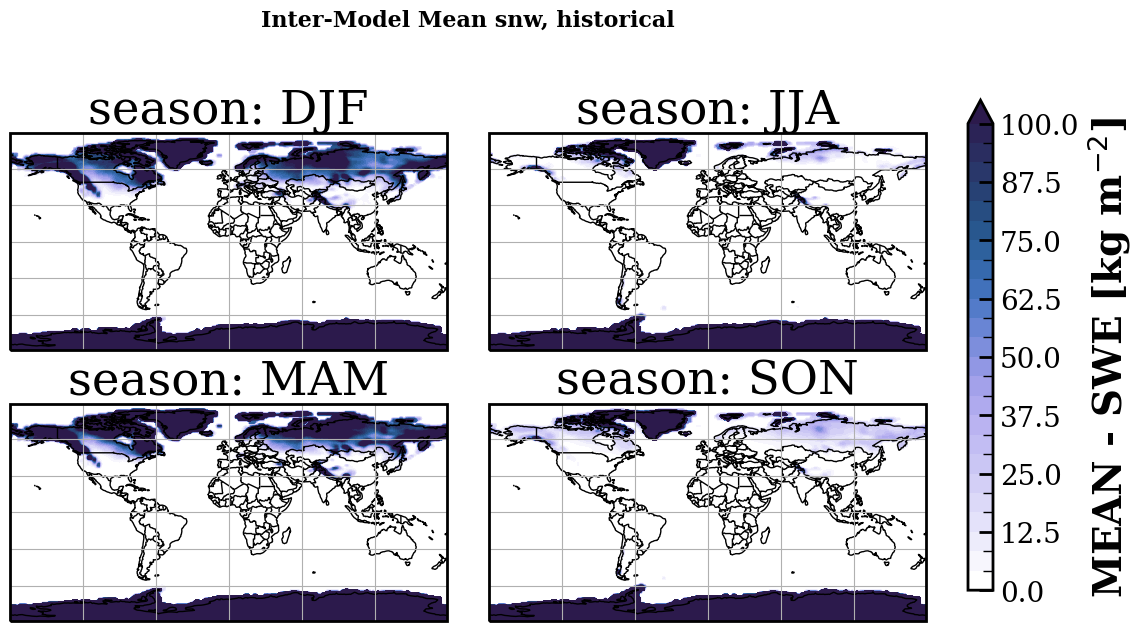 Inter-Model Mean snw, historical
season: DJF
season: JJA
season: MAM
season: SON
100.0
87.5
75.0
62.5
50.0
37.5
25.0
12.5
0.0
MEAN - SWE [kg m⁻²]